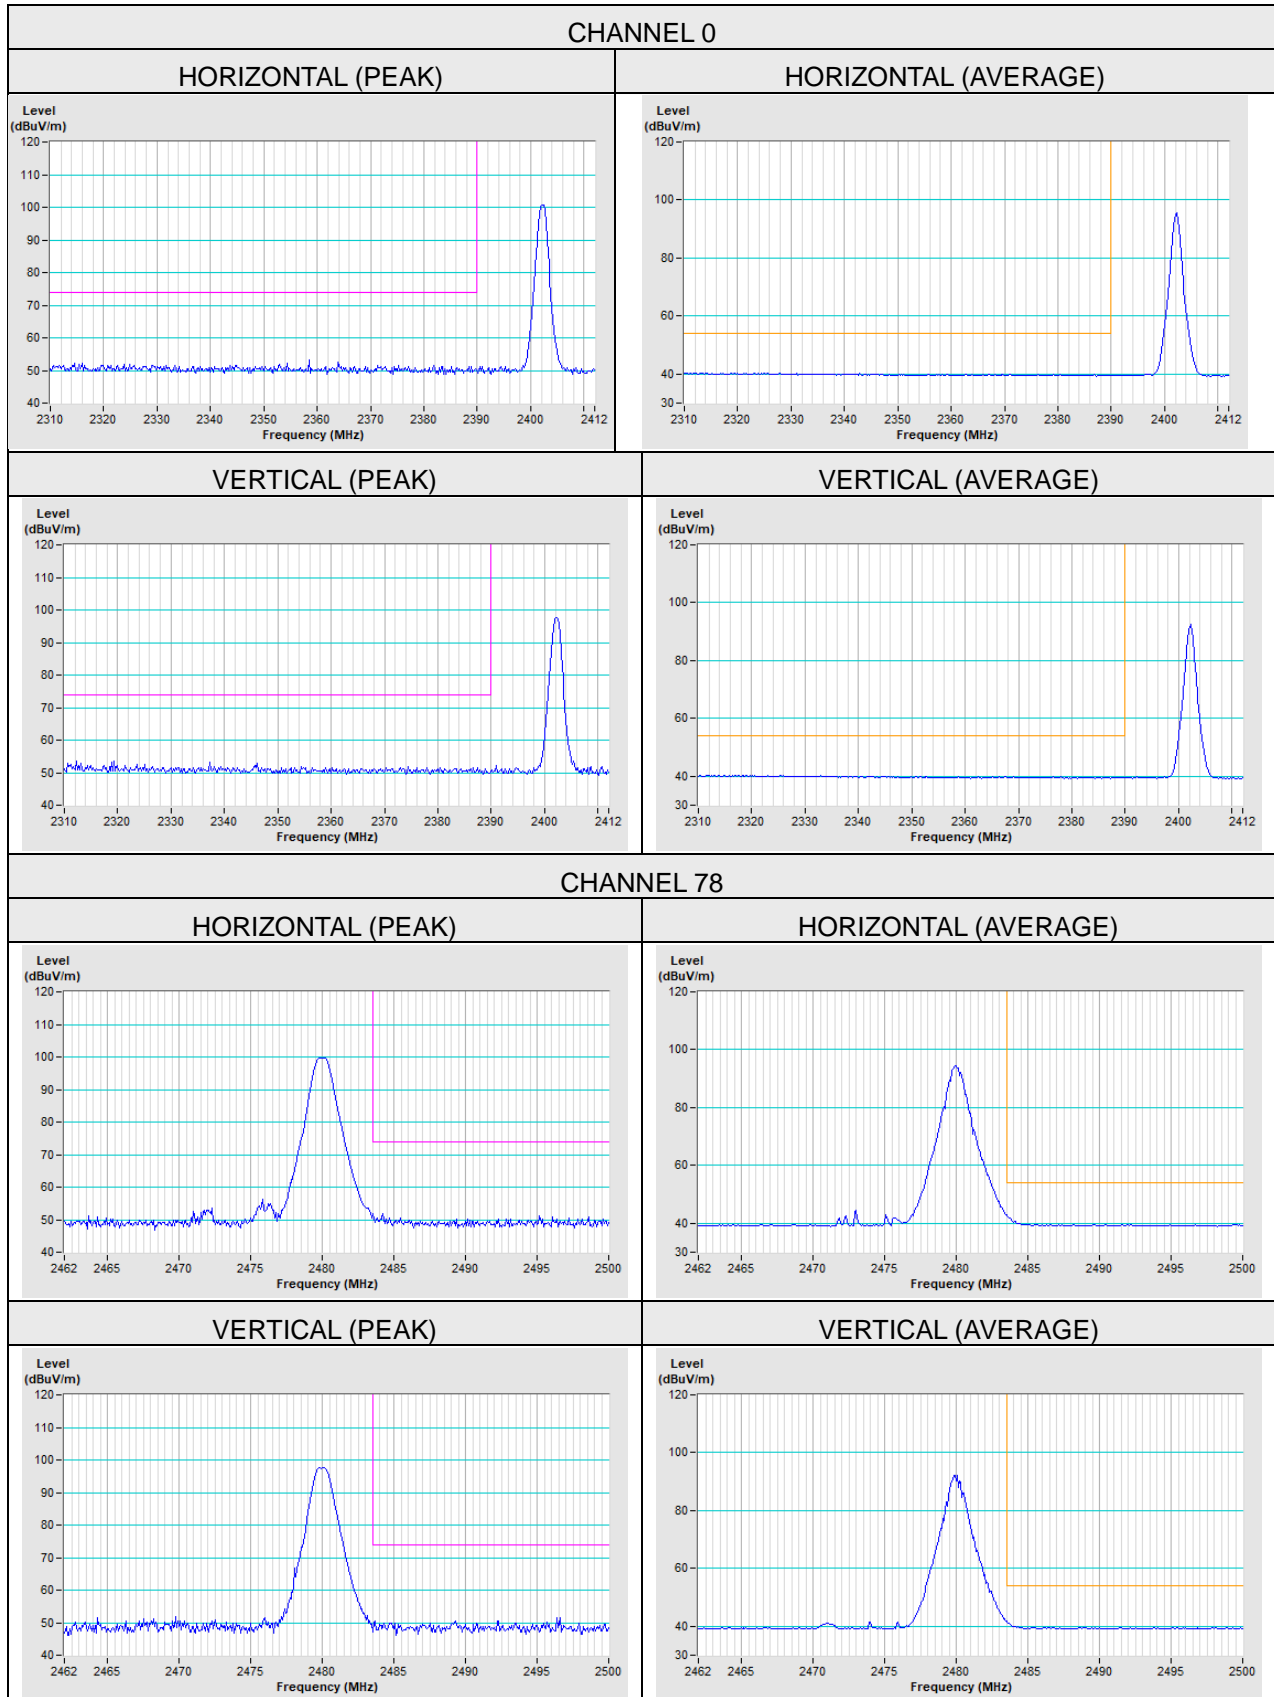 CHANNEL 0
HORIZONTAL (PEAK) HORIZONTAL (AVERAGE)
Level
(dBuV/m)
120
110
100
90
80
70
60
50
40
2310 2320 2330 2340 2350 2360 2370 2380 2390 2400 2412
Frequency (MHz)
Level
(dBuV/m)
120
100
80
60
40
30
2310 2320 2330 2340 2350 2360 2370 2380 2390 2400 2412
Frequency (MHz)
VERTICAL (PEAK) VERTICAL (AVERAGE)
Level
(dBuV/m)
120
110
100
90
80
70
60
50
40
2310 2320 2330 2340 2350 2360 2370 2380 2390 2400 2412
Frequency (MHz)
Level
(dBuV/m)
120
100
80
60
40
30
2310 2320 2330 2340 2350 2360 2370 2380 2390 2400 2412
Frequency (MHz)
CHANNEL 78
HORIZONTAL (PEAK) HORIZONTAL (AVERAGE)
Level
(dBuV/m)
120
110
100
90
80
70
60
50
40
2462 2465 2470 2475 2480 2485 2490 2495 2500
Frequency (MHz)
Level
(dBuV/m)
120
100
80
60
40
30
2462 2465 2470 2475 2480 2485 2490 2495 2500
Frequency (MHz)
VERTICAL (PEAK) VERTICAL (AVERAGE)
Level
(dBuV/m)
120
110
100
90
80
70
60
50
40
2462 2465 2470 2475 2480 2485 2490 2495 2500
Frequency (MHz)
Level
(dBuV/m)
120
100
80
60
40
30
2462 2465 2470 2475 2480 2485 2490 2495 2500
Frequency (MHz)